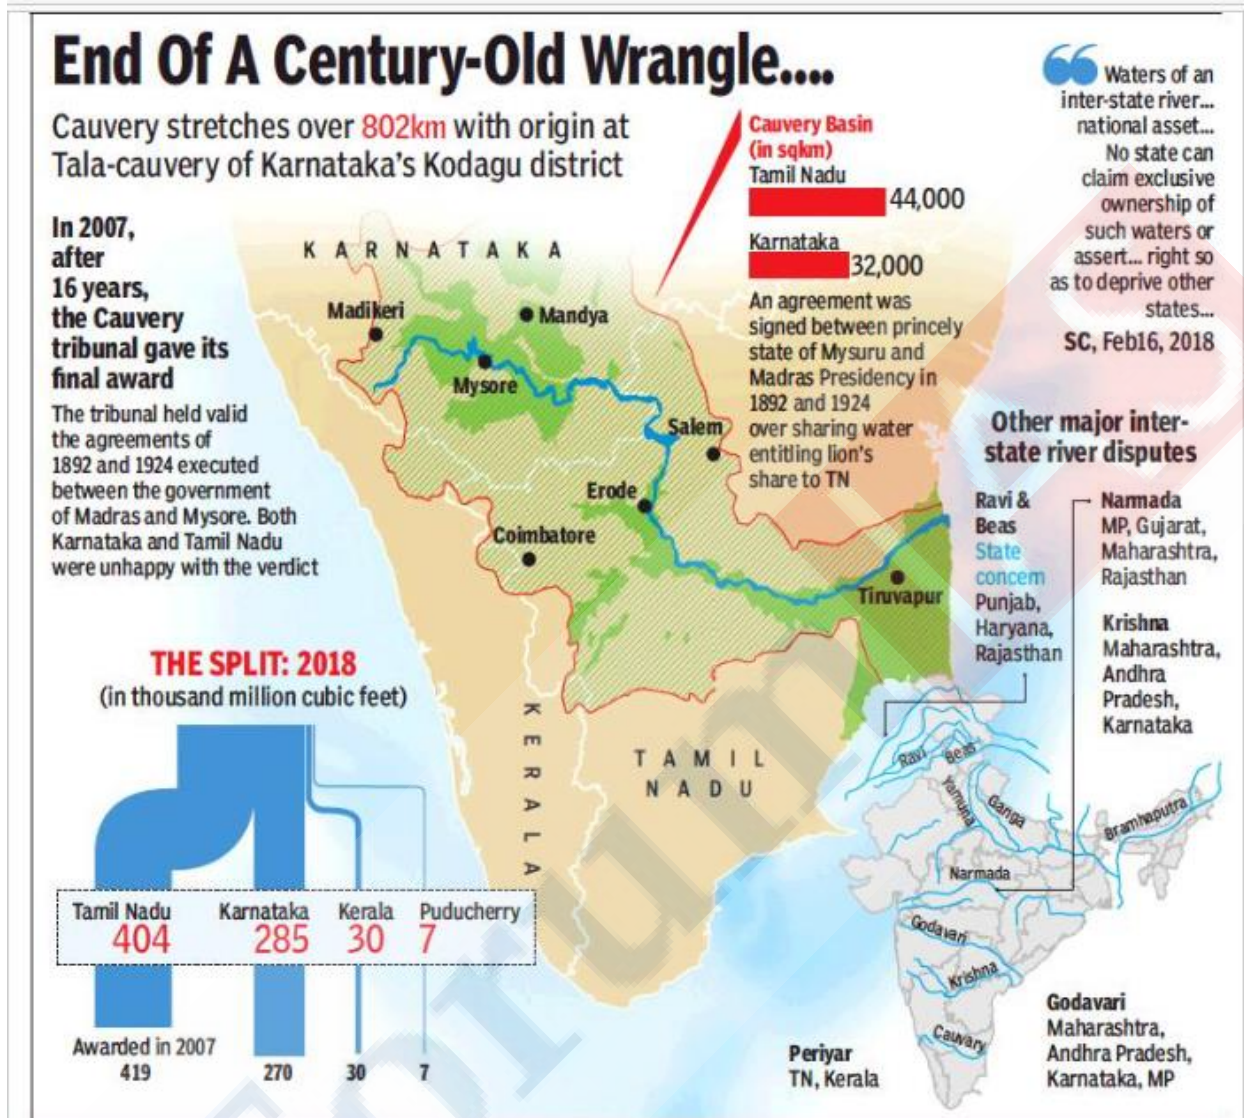 End Of A Century-Old Wrangle....
Cauvery stretches over 802km with origin at
Tala-cauvery of Karnataka's Kodagu district
In 2007,
after
16 years,
the Cauvery
tribunal gave its
final award
The tribunal held valid
the agreements of
1892 and 1924 executed
between the government
of Madras and Mysore. Both
Karnataka and Tamil Nadu
were unhappy with the verdict
KARNATAKA
Madikeri
Mandya
Mysore
Salem
Erode
Coimbatore
Tiruvapur
KERALA
TAMIL
NADU
Cauvery Basin
(in sqkm)
Tamil Nadu
44,000
Karnataka
32,000
An agreement was
signed between princely
state of Mysuru and
Madras Presidency in
1892 and 1924
over sharing water
entitling lion's
share to TN
Waters of an
inter-state river...
national asset...
No state can
claim exclusive
ownership of
such waters or
assert... right so
as to deprive other
states...
SC, Feb16, 2018
Other major inter-
state river disputes
Ravi &
Beas
State
concern
Punjab,
Haryana,
Rajasthan
Narmada
MP, Gujarat,
Maharashtra,
Rajasthan
Krishna
Maharashtra,
Andhra
Pradesh,
Karnataka
Ravi
Beas
Yamuna
Ganga
Bramhaputra
Narmada
Godavari
Krishna
Cauvary
Periyar
TN, Kerala
Godavari
Maharashtra,
Andhra Pradesh,
Karnataka, MP
THE SPLIT: 2018
(in thousand million cubic feet)
Tamil Nadu Karnataka Kerala Puducherry
404 285 30 7
Awarded in 2007
419 270 30 7
forumIAS